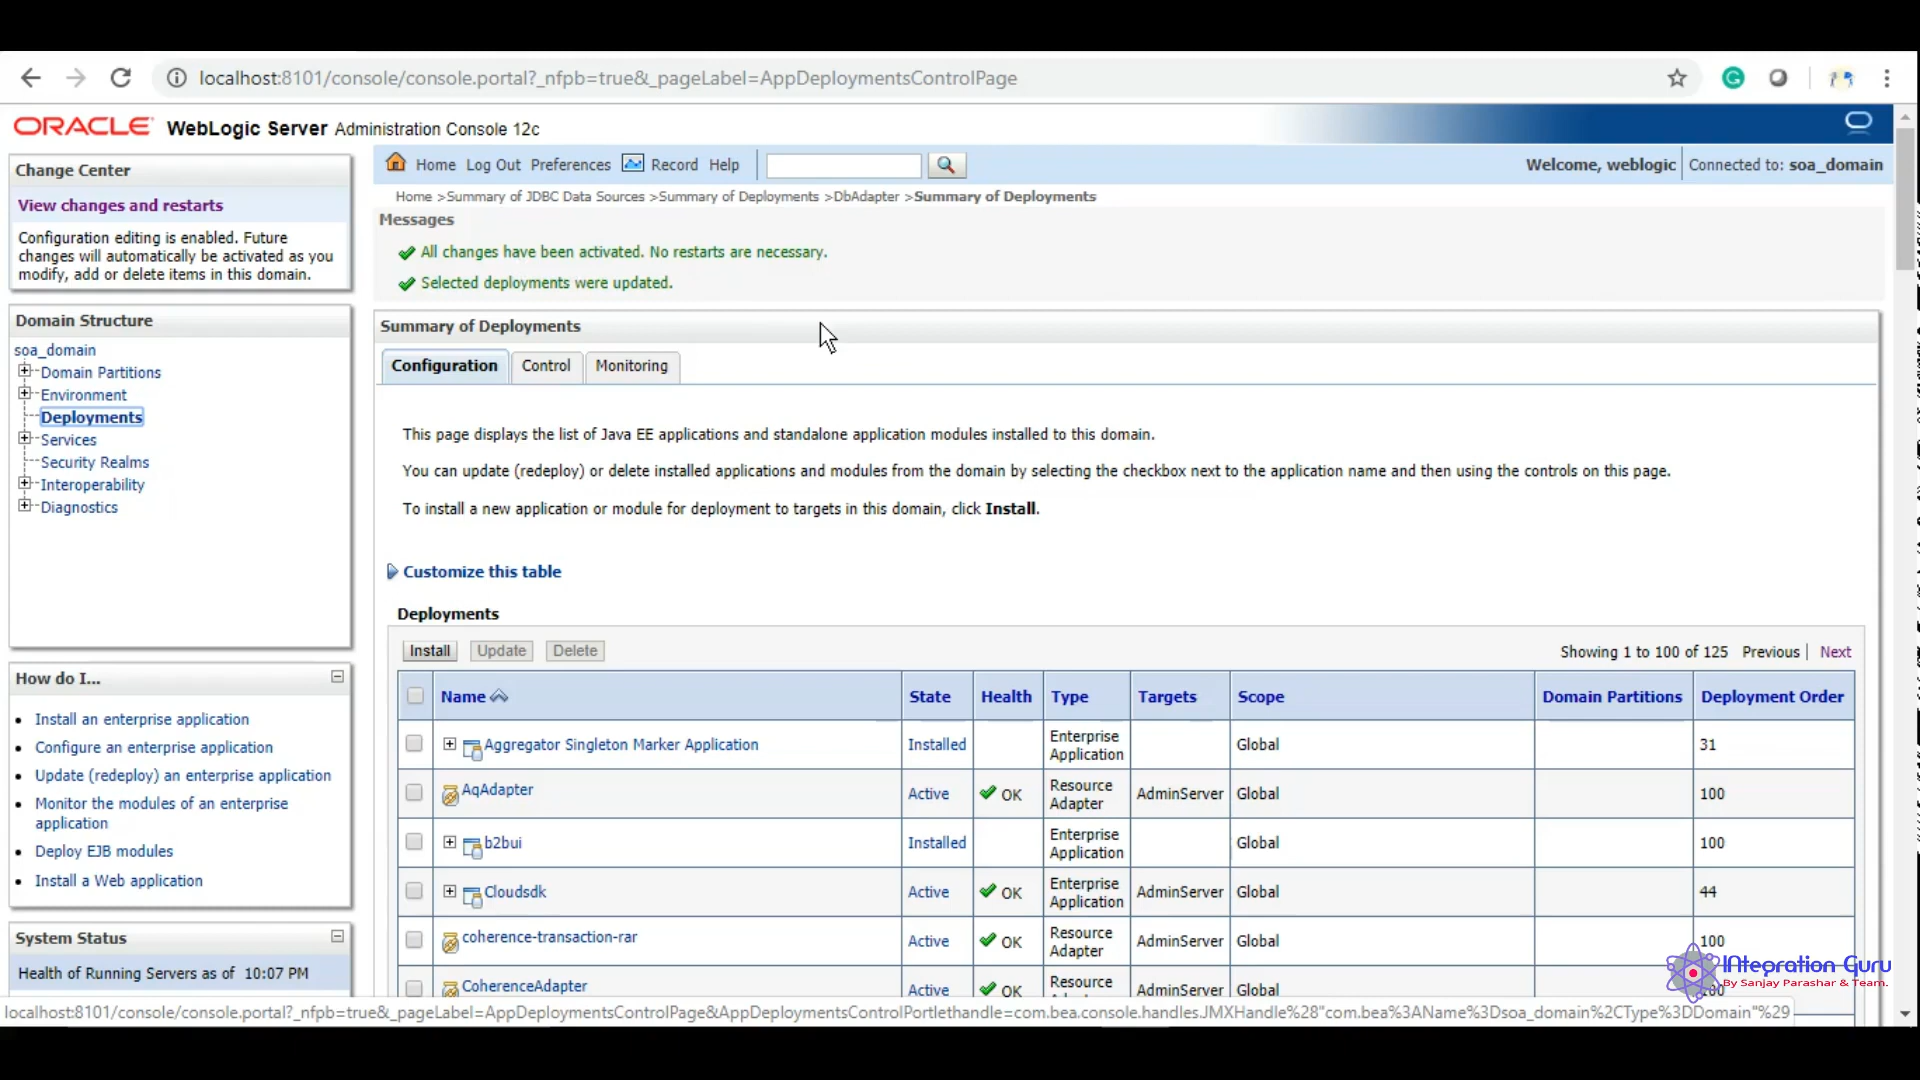 localhost:8101/console/console.portal?_nfpb=true&_pageLabel=AppDeploymentsControlPage
ORACLE WebLogic Server Administration Console 12c
Change Center
View changes and restarts
Configuration editing is enabled. Future
changes will automatically be activated as you
modify, add or delete items in this domain.
Domain Structure
soa_domain
Domain Partitions
Environment
Deployments
Services
Security Realms
Interoperability
Diagnostics
How do I...
Install an enterprise application
Configure an enterprise application
Update (redeploy) an enterprise application
Monitor the modules of an enterprise
application
Deploy EJB modules
Install a Web application
System Status
Health of Running Servers as of 10:07 PM
Home Log Out Preferences Record Help
Welcome, weblogic Connected to: soa_domain
Home >Summary of JDBC Data Sources >Summary of Deployments >DbAdapter >Summary of Deployments
Messages
All changes have been activated. No restarts are necessary.
Selected deployments were updated.
Summary of Deployments
Configuration Control Monitoring
This page displays the list of Java EE applications and standalone application modules installed to this domain.
You can update (redeploy) or delete installed applications and modules from the domain by selecting the checkbox next to the application name and then using the controls on this page.
To install a new application or module for deployment to targets in this domain, click Install.
Customize this table
Deployments
Install Update Delete Showing 1 to 100 of 125 Previous | Next
Name State Health Type Targets Scope Domain Partitions Deployment Order
Aggregator Singleton Marker Application Installed Enterprise Application Global 31
AqAdapter Active OK Resource Adapter AdminServer Global 100
b2bui Installed Enterprise Application Global 100
Cloudsdk Active OK Enterprise Application AdminServer Global 44
coherence-transaction-rar Active OK Resource Adapter AdminServer Global 100
CoherenceAdapter Active OK Resource AdminServer Global
INtegration Guru
By Sanjay Parashar & Team.
localhost:8101/console/console.portal?_nfpb=true&_pageLabel=AppDeploymentsControlPage&AppDeploymentsControlPortlethandle=com.bea.console.handles.JMXHandle%28"com.bea%3AName%3Dsoa_domain%2CType%3DDomain"%29